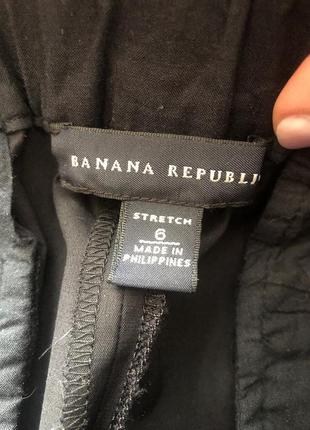 BANANA REPUBLI
STRETCH
6
MADE IN
PHILIPPINES